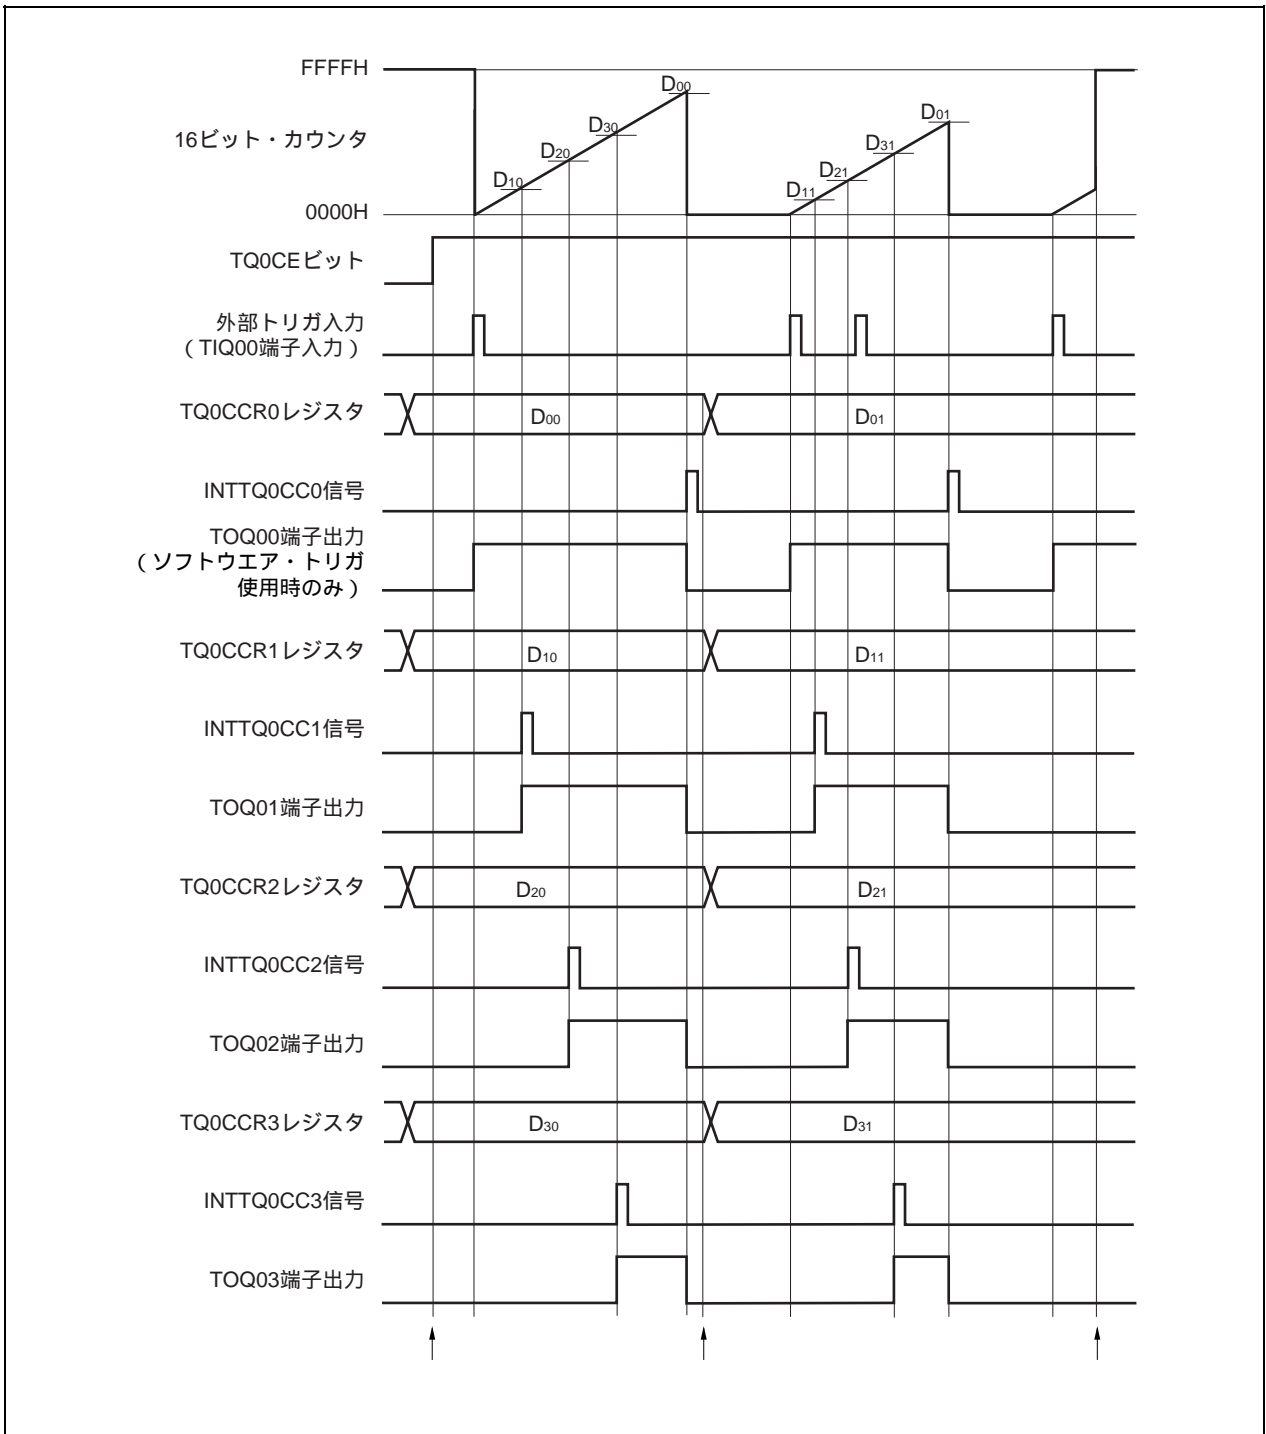 FFFFH
D00
D01
D30
16ビット・カウンタ
D31
D20
D21
D10
D11
0000H
TQ0CEビット
外部トリガ入力
（TIQ00端子入力）
TQ0CCR0レジスタ
D00
D01
INTTQ0CC0信号
TOQ00端子出力
（ソフトウエア・トリガ
使用時のみ）
TQ0CCR1レジスタ
D10
D11
INTTQ0CC1信号
TOQ01端子出力
TQ0CCR2レジスタ
D20
D21
INTTQ0CC2信号
TOQ02端子出力
TQ0CCR3レジスタ
D30
D31
INTTQ0CC3信号
TOQ03端子出力